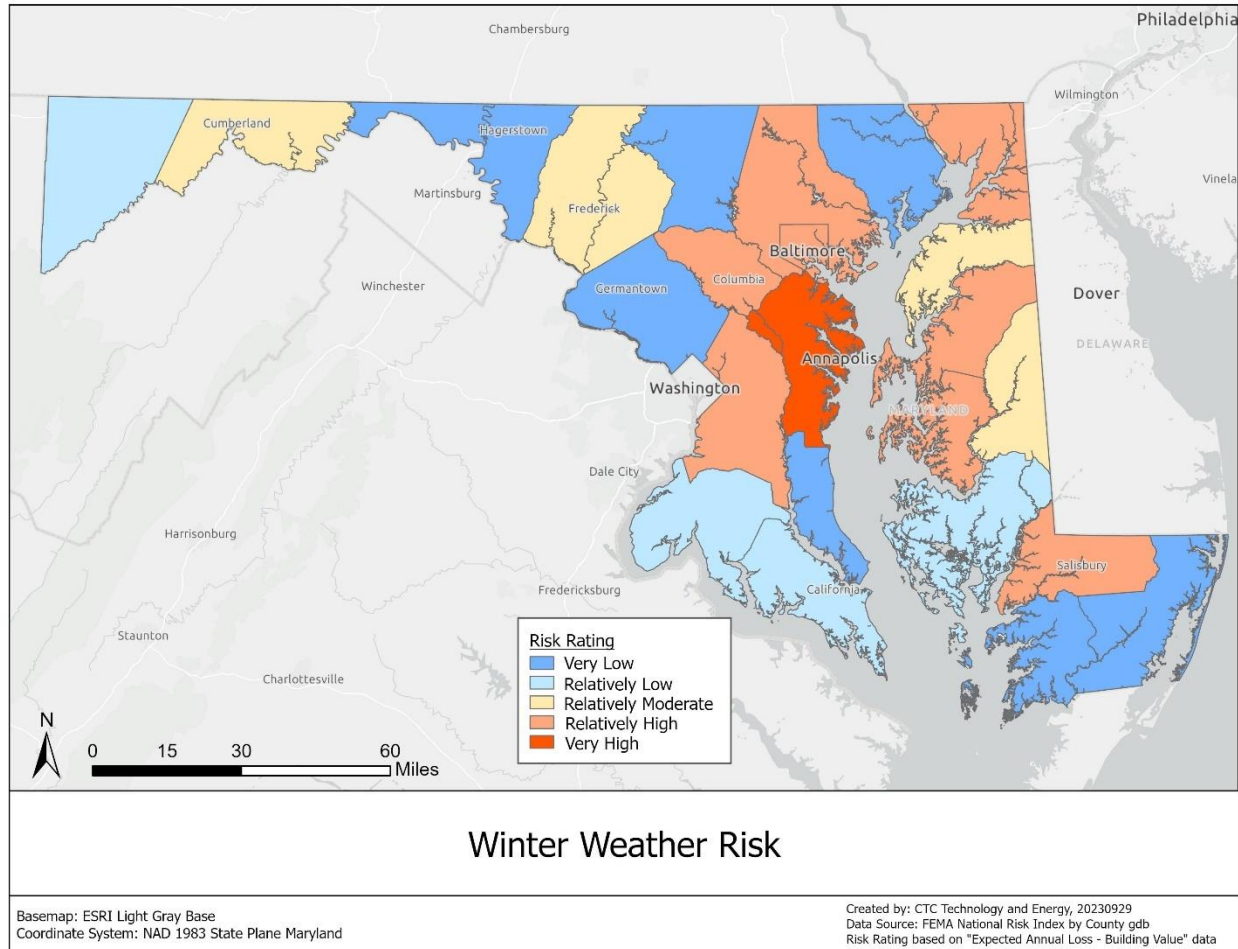 Philadelphia
Chambersburg
Wilmington
Cumberland
Hagerstown
Martinsburg
Vinela
Frederick
Baltimore
Columbia
Winchester
Germantown
Dover
DELAWARE
Annapolis
Washington
MARYLAND
Dale City
Harrisonburg
Salisbury
Fredericksburg
California
Staunton
Charlottesville
Risk Rating
Very Low
Relatively Low
Relatively Moderate
Relatively High
Very High
N
0 15 30 60
Miles
Winter Weather Risk
Basemap: ESRI Light Gray Base
Coordinate System: NAD 1983 State Plane Maryland
Created by: CTC Technology and Energy, 20230929
Data Source: FEMA National Risk Index by County gdb
Risk Rating based on "Expected Annual Loss - Building Value" data